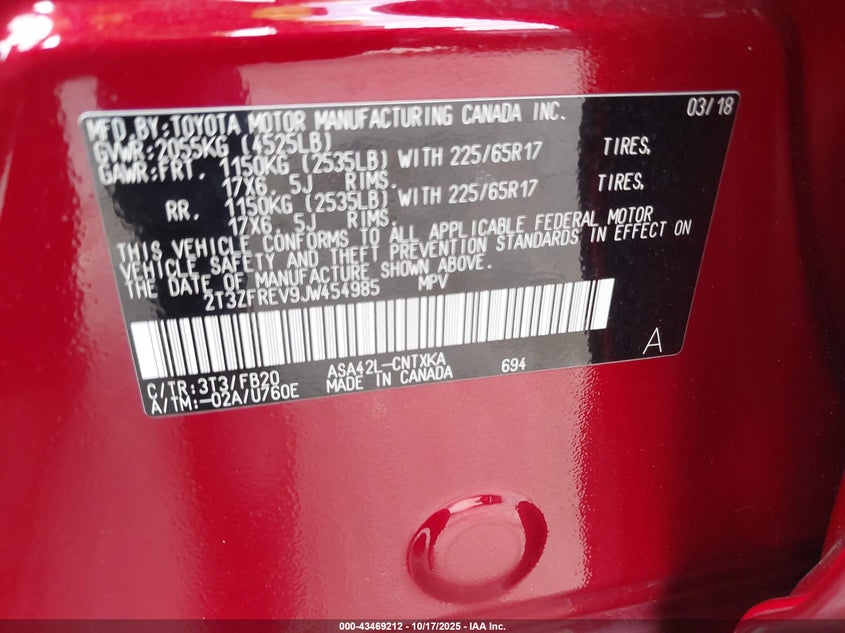 MFD. BY: TOYOTA MOTOR MANUFACTURING CANADA INC. 03/18
GVWR: 2055KG (4525LB)
GAWR: FRT. 1150KG (2535LB) WITH 225/65R17 TIRES,
17X6. 5J RIMS.
RR. 1150KG (2535LB) WITH 225/65R17 TIRES,
17X6. 5J RIMS.
THIS VEHICLE CONFORMS TO ALL APPLICABLE FEDERAL MOTOR
VEHICLE SAFETY AND THEFT PREVENTION STANDARDS IN EFFECT ON
THE DATE OF MANUFACTURE SHOWN ABOVE.
2T3ZFREV9JW454985 MPV
A
C/TR: 3T3/FB20 ASA42L-CNTXKA 694
A/TM: -02A/U760E MADE IN CANADA
000-43469212 | 10/17/2025 | IAA Inc.